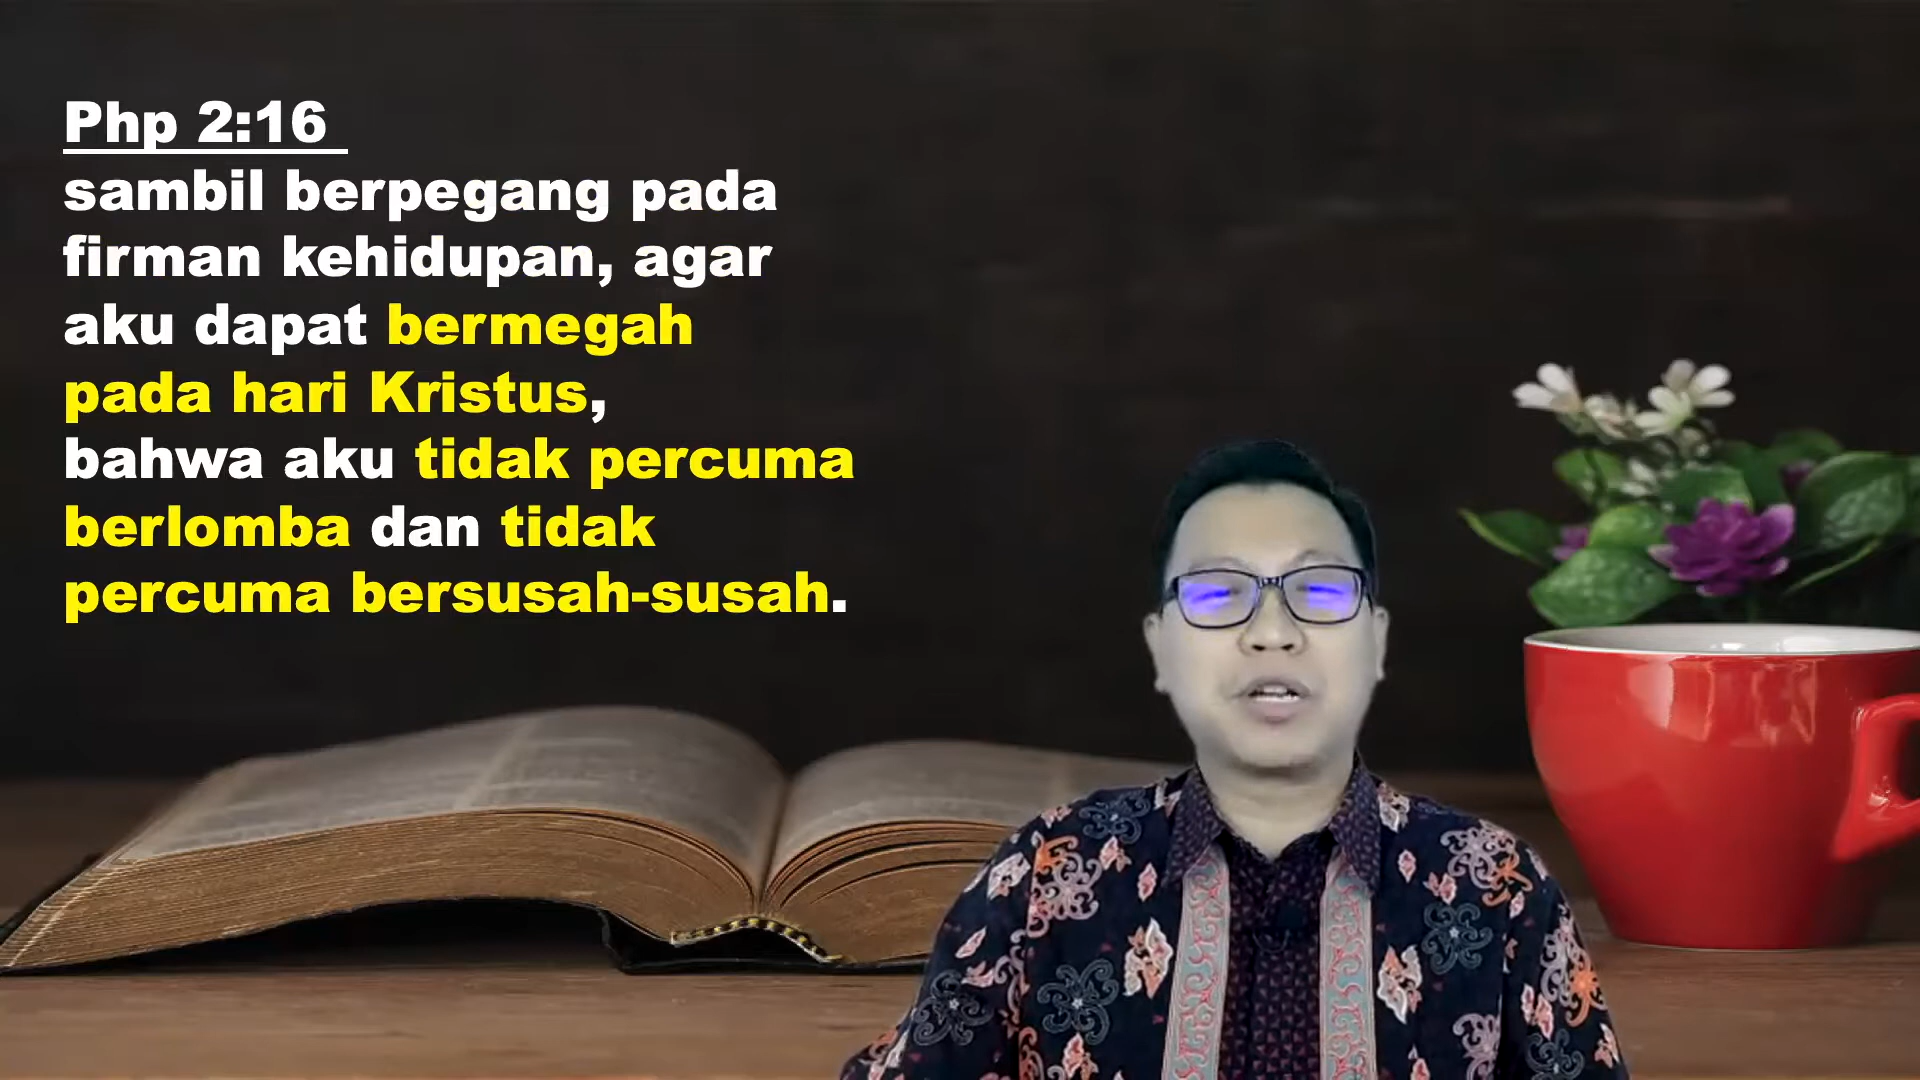 Php 2:16
sambil berpegang pada
firman kehidupan, agar
aku dapat bermegah
pada hari Kristus,
bahwa aku tidak percuma
berlomba dan tidak
percuma bersusah-susah.